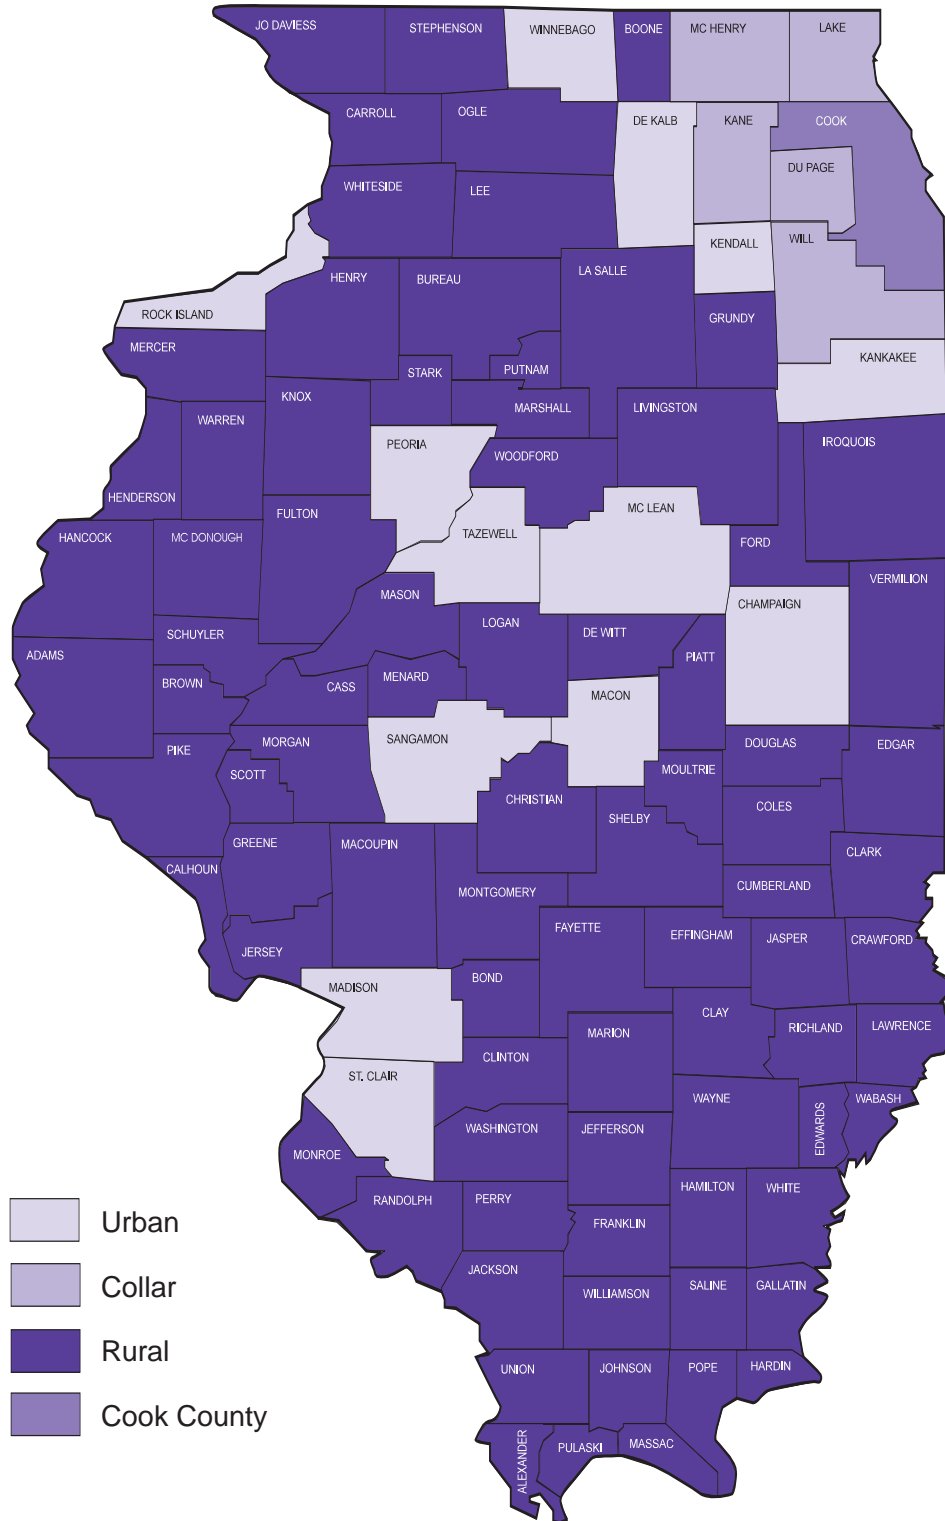 JO DAVIESS
STEPHENSON
WINNEBAGO
BOONE
MC HENRY
LAKE
CARROLL
OGLE
DE KALB
KANE
COOK
DU PAGE
WHITESIDE
LEE
KENDALL
WILL
HENRY
BUREAU
LA SALLE
GRUNDY
ROCK ISLAND
MERCER
STARK
PUTNAM
KANKAKEE
KNOX
WARREN
MARSHALL
LIVINGSTON
PEORIA
WOODFORD
IROQUOIS
HENDERSON
FULTON
MC LEAN
HANCOCK
MC DONOUGH
TAZEWELL
FORD
VERMILION
MASON
CHAMPAIGN
LOGAN
DE WITT
SCHUYLER
ADAMS
BROWN
CASS
MENARD
PIATT
MACON
PIKE
MORGAN
SANGAMON
DOUGLAS
EDGAR
SCOTT
MOULTRIE
CHRISTIAN
SHELBY
COLES
GREENE
MACOUPIN
CLARK
CALHOUN
MONTGOMERY
CUMBERLAND
FAYETTE
EFFINGHAM
JASPER
CRAWFORD
JERSEY
MADISON
BOND
CLAY
RICHLAND
LAWRENCE
MARION
CLINTON
ST. CLAIR
WAYNE
WABASH
EDWARDS
WASHINGTON
JEFFERSON
MONROE
RANDOLPH
PERRY
HAMILTON
WHITE
FRANKLIN
JACKSON
WILLIAMSON
SALINE
GALLATIN
UNION
JOHNSON
POPE
HARDIN
ALEXANDER
PULASKI
MASSAC
Urban
Collar
Rural
Cook County